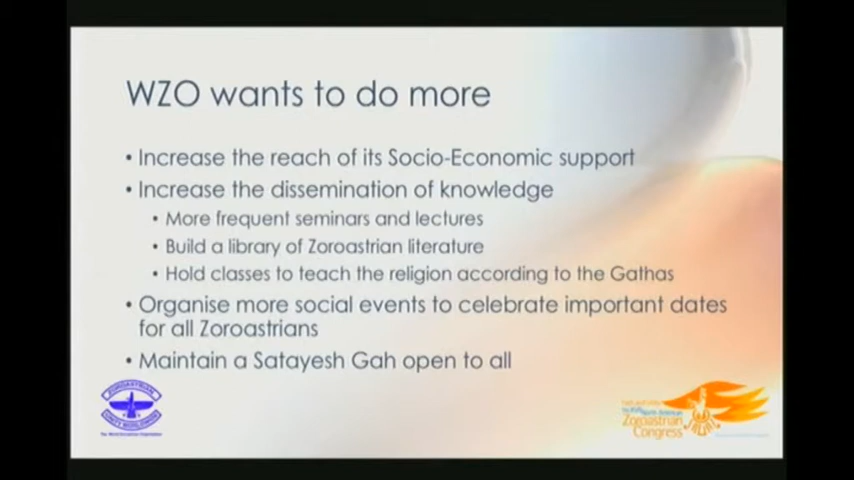 WZO wants to do more
• Increase the reach of its Socio-Economic support
• Increase the dissemination of knowledge
• More frequent seminars and lectures
• Build a library of Zoroastrian literature
• Hold classes to teach the religion according to the Gathas
• Organise more social events to celebrate important dates
for all Zoroastrians
• Maintain a Satayesh Gah open to all
ZOROASTRIAN
North American
Zoroastrian
Congress